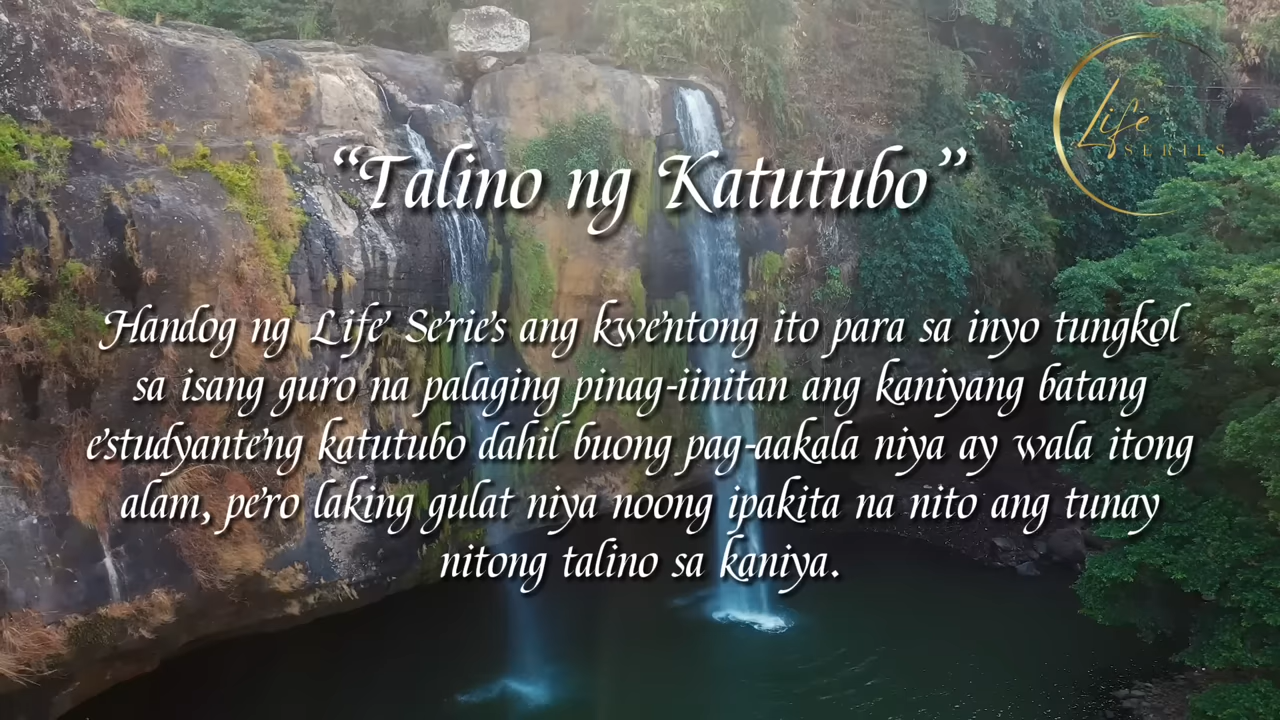 “Talino ng Katutubo”
Life
SERIES
Handog ng Life Series ang kwentong ito para sa inyo tungkol
sa isang guro na palaging pinag-iinitan ang kaniyang batang
estudyanteng katutubo dahil buong pag-aakala niya ay wala itong
alam, pero laking gulat niya noong ipakita na nito ang tunay
nitong talino sa kaniya.